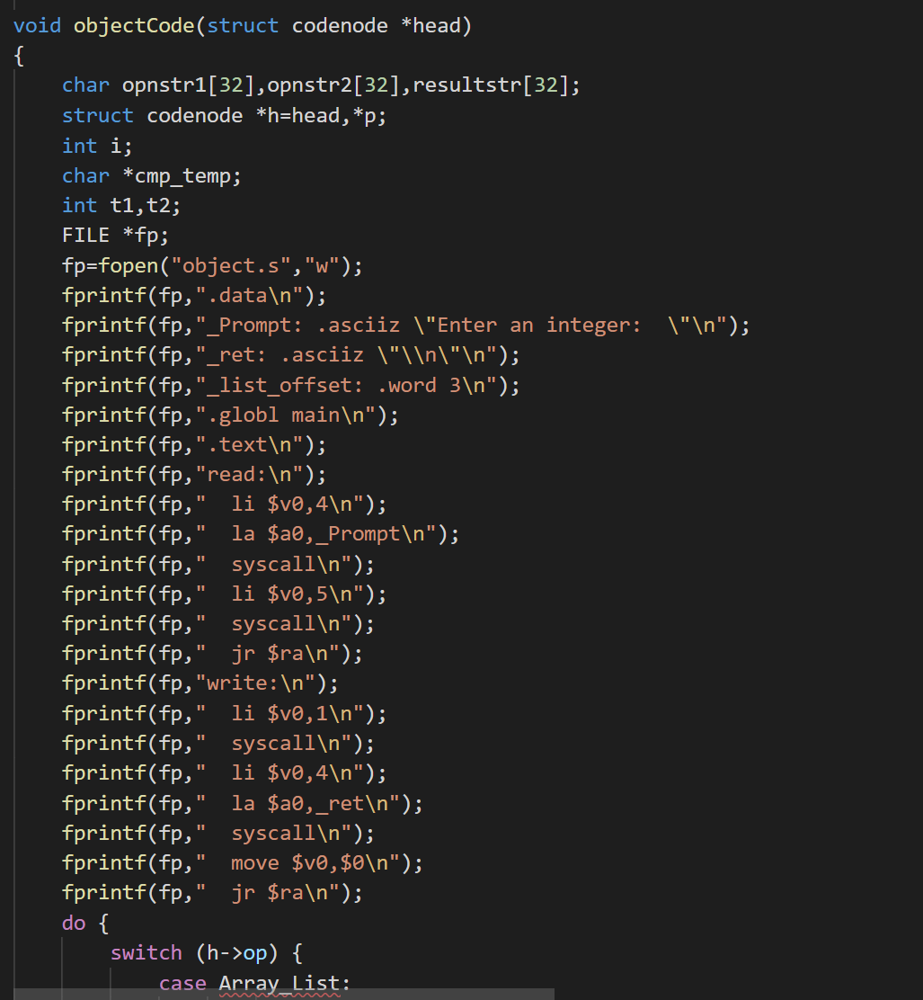 void objectCode(struct codenode *head)
{
    char opnstr1[32],opnstr2[32],resultstr[32];
    struct codenode *h=head,*p;
    int i;
    char *cmp_temp;
    int t1,t2;
    FILE *fp;
    fp=fopen("object.s","w");
    fprintf(fp,".data\n");
    fprintf(fp,"_Prompt: .asciiz \"Enter an integer:  \"\n");
    fprintf(fp,"_ret: .asciiz \"\\n\"\n");
    fprintf(fp,"_list_offset: .word 3\n");
    fprintf(fp,".globl main\n");
    fprintf(fp,".text\n");
    fprintf(fp,"read:\n");
    fprintf(fp,"  li $v0,4\n");
    fprintf(fp,"  la $a0,_Prompt\n");
    fprintf(fp,"  syscall\n");
    fprintf(fp,"  li $v0,5\n");
    fprintf(fp,"  syscall\n");
    fprintf(fp,"  jr $ra\n");
    fprintf(fp,"write:\n");
    fprintf(fp,"  li $v0,1\n");
    fprintf(fp,"  syscall\n");
    fprintf(fp,"  li $v0,4\n");
    fprintf(fp,"  la $a0,_ret\n");
    fprintf(fp,"  syscall\n");
    fprintf(fp,"  move $v0,$0\n");
    fprintf(fp,"  jr $ra\n");
    do {
        switch (h->op) {
            case Array_List: